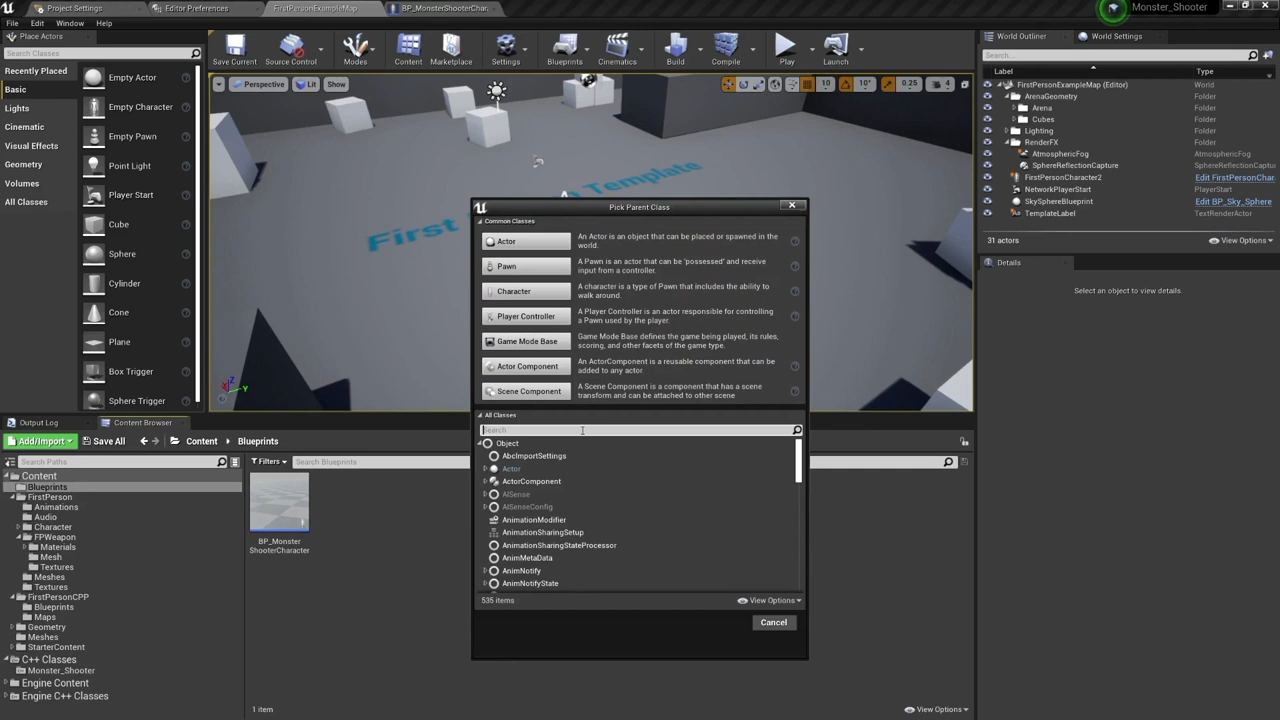 Project Settings
Editor Preferences
FirstPersonExampleMap
BP_MonsterShooterChar
Monster_Shooter
File
Edit
Window
Help
Place Actors
Search Classes
Recently Placed
Basic
Lights
Cinematic
Visual Effects
Geometry
Volumes
All Classes
Empty Actor
Empty Character
Empty Pawn
Point Light
Player Start
Cube
Sphere
Cylinder
Cone
Plane
Box Trigger
Sphere Trigger
Save Current
Source Control
Modes
Content
Marketplace
Settings
Blueprints
Cinematics
Build
Compile
Play
Launch
Perspective
Lit
Show
10
10°
0.25
4
First
Template
World Outliner
World Settings
Search...
Label
Type
FirstPersonExampleMap (Editor)
World
ArenaGeometry
Folder
Arena
Folder
Cubes
Folder
Lighting
Folder
RenderFX
Folder
AtmosphericFog
AtmosphericFog
SphereReflectionCapture
SphereReflectionCapture
FirstPersonCharacter2
Edit FirstPersonChar
NetworkPlayerStart
PlayerStart
SkySphereBlueprint
Edit BP_Sky_Sphere
TemplateLabel
TextRenderActor
31 actors
View Options
Details
Select an object to view details.
Pick Parent Class
Common Classes
Actor
An Actor is an object that can be placed or spawned in the
world.
Pawn
A Pawn is an actor that can be 'possessed' and receive
input from a controller.
Character
A character is a type of Pawn that includes the ability to
walk around.
Player Controller
A Player Controller is an actor responsible for controlling
a Pawn used by the player.
Game Mode Base
Game Mode Base defines the game being played, its rules,
scoring, and other facets of the game type.
Actor Component
An ActorComponent is a reusable component that can be
added to any actor.
Scene Component
A Scene Component is a component that has a scene
transform and can be attached to other scene
All Classes
Search
Object
AbcImportSettings
Actor
ActorComponent
AISense
AISenseConfig
AnimationModifier
AnimationSharingSetup
AnimationSharingStateProcessor
AnimMetaData
AnimNotify
AnimNotifyState
535 items
View Options
Cancel
Output Log
Content Browser
Add/Import
Save All
Content
Blueprints
Search Paths
Filters
Search Blueprints
Content
Blueprints
FirstPerson
Animations
Audio
Character
FPWeapon
Materials
Mesh
Textures
Meshes
Textures
FirstPersonCPP
Blueprints
Maps
Geometry
Meshes
StarterContent
C++ Classes
Monster_Shooter
Engine Content
Engine C++ Classes
BP_Monster
ShooterCharacter
1 item
View Options